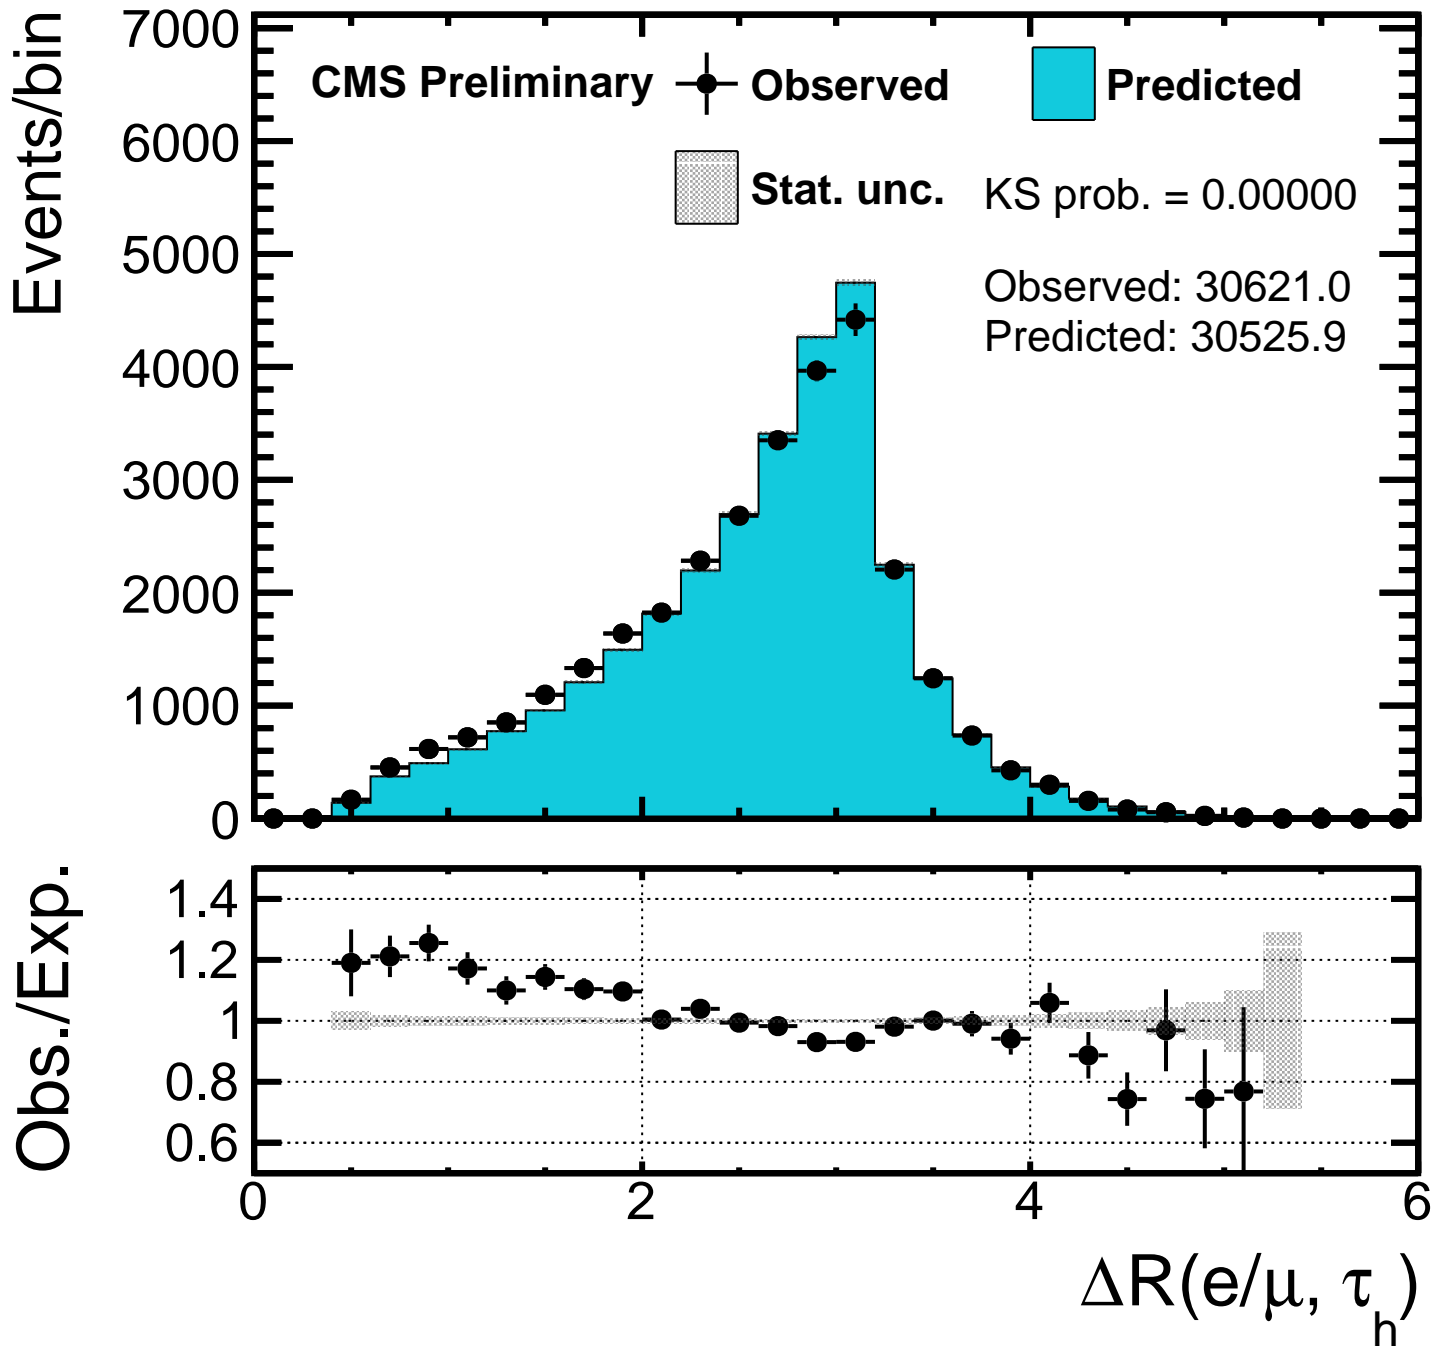 Events/bin
7000
6000
5000
4000
3000
2000
1000
0
CMS Preliminary
Observed
Predicted
Stat. unc.
KS prob. = 0.00000
Observed: 30621.0
Predicted: 30525.9
Obs./Exp.
1.4
1.2
1
0.8
0.6
0 2 4 6
ΔR(e/μ, τ_h)